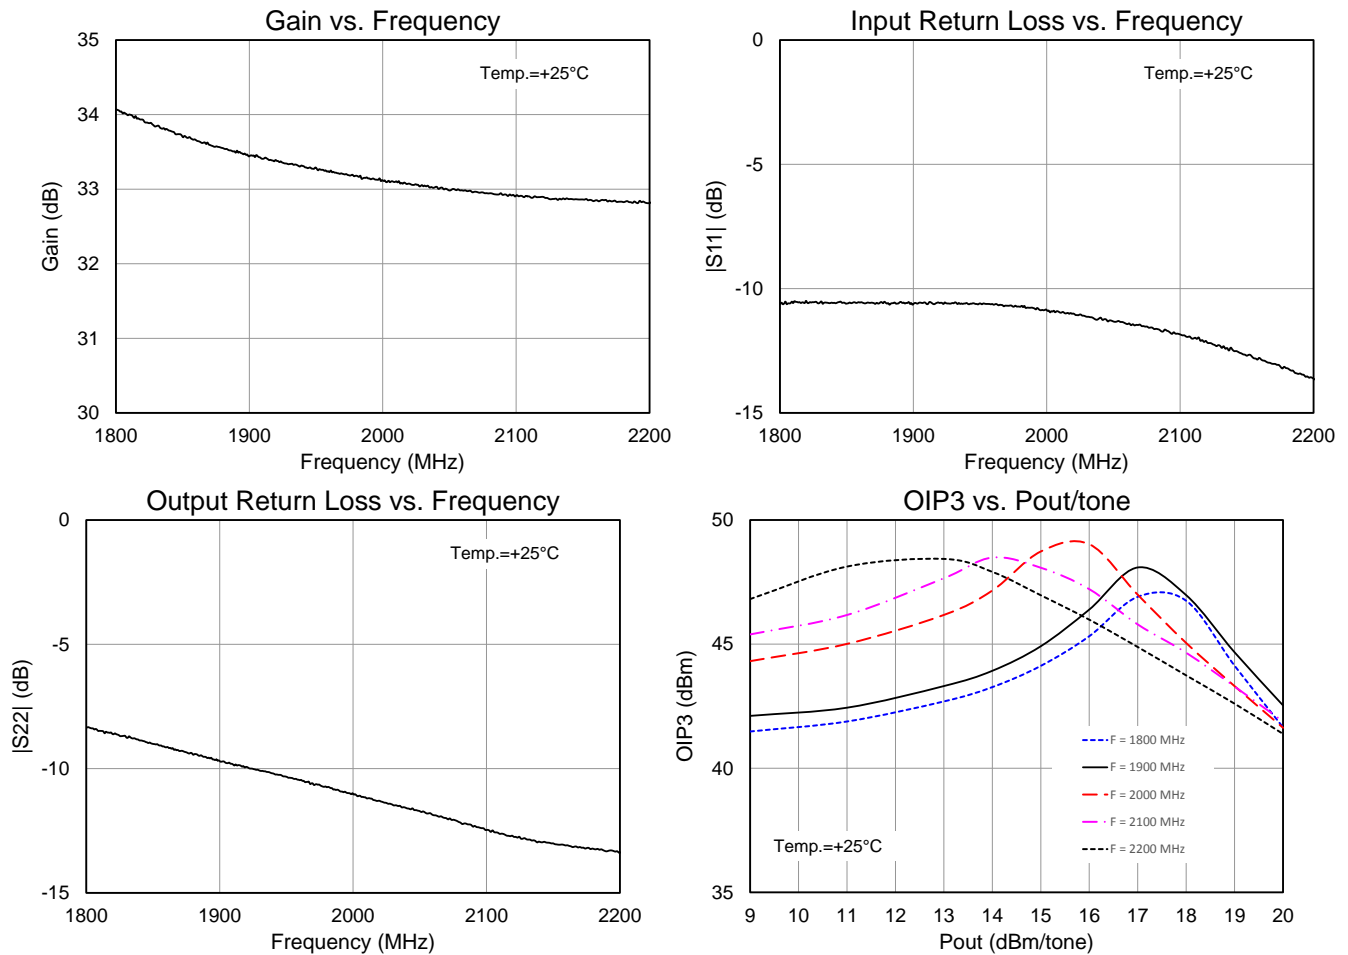 Gain vs. Frequency
35
34
33
32
31
30
Gain (dB)
Temp.=+25°C
1800 1900 2000 2100 2200
Frequency (MHz)
Input Return Loss vs. Frequency
0
-5
-10
-15
|S11| (dB)
Temp.=+25°C
1800 1900 2000 2100 2200
Frequency (MHz)
Output Return Loss vs. Frequency
0
-5
-10
-15
|S22| (dB)
Temp.=+25°C
1800 1900 2000 2100 2200
Frequency (MHz)
OIP3 vs. Pout/tone
50
45
40
35
OIP3 (dBm)
F = 1800 MHz
F = 1900 MHz
F = 2000 MHz
F = 2100 MHz
F = 2200 MHz
Temp.=+25°C
9 10 11 12 13 14 15 16 17 18 19 20
Pout (dBm/tone)